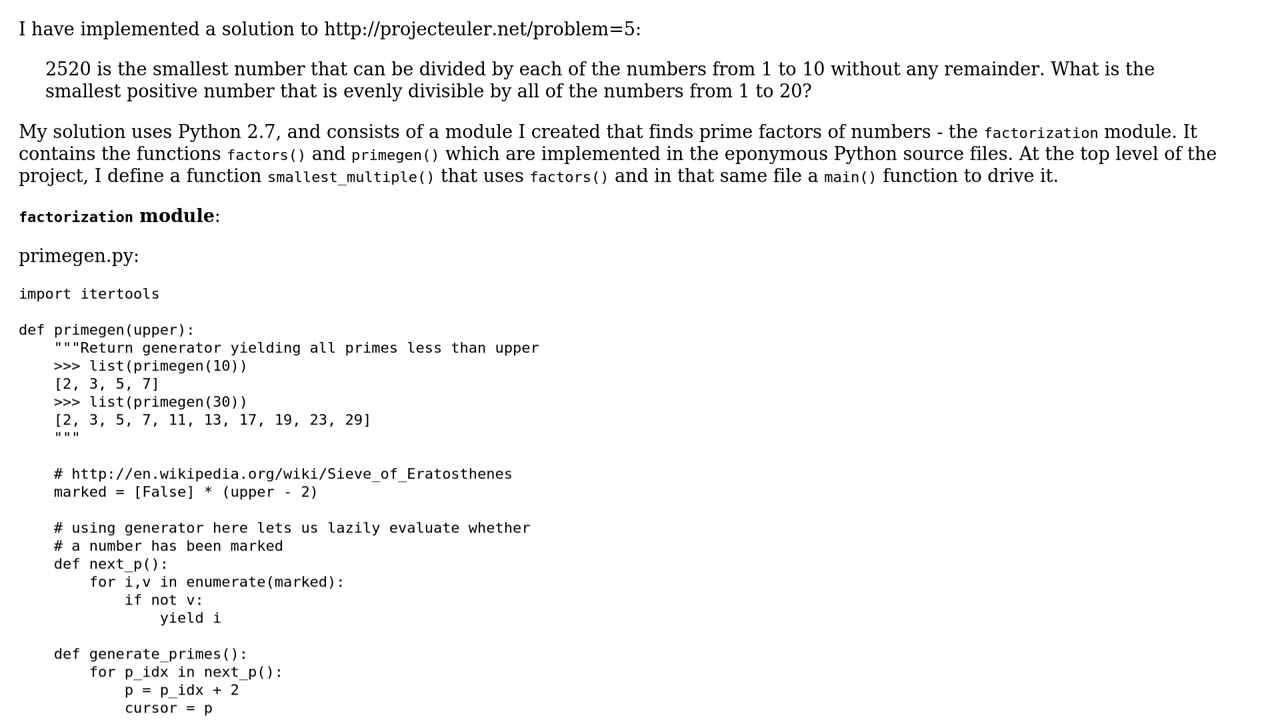 I have implemented a solution to http://projecteuler.net/problem=5:
2520 is the smallest number that can be divided by each of the numbers from 1 to 10 without any remainder. What is the
smallest positive number that is evenly divisible by all of the numbers from 1 to 20?
My solution uses Python 2.7, and consists of a module I created that finds prime factors of numbers - the factorization module. It
contains the functions factors() and primegen() which are implemented in the eponymous Python source files. At the top level of the
project, I define a function smallest_multiple() that uses factors() and in that same file a main() function to drive it.
factorization module:
primegen.py:
import itertools
def primegen(upper):
    """Return generator yielding all primes less than upper
    >>> list(primegen(10))
    [2, 3, 5, 7]
    >>> list(primegen(30))
    [2, 3, 5, 7, 11, 13, 17, 19, 23, 29]
    """
    # http://en.wikipedia.org/wiki/Sieve_of_Eratosthenes
    marked = [False] * (upper - 2)
    # using generator here lets us lazily evaluate whether
    # a number has been marked
    def next_p():
        for i,v in enumerate(marked):
            if not v:
                yield i
    def generate_primes():
        for p_idx in next_p():
            p = p_idx + 2
            cursor = p